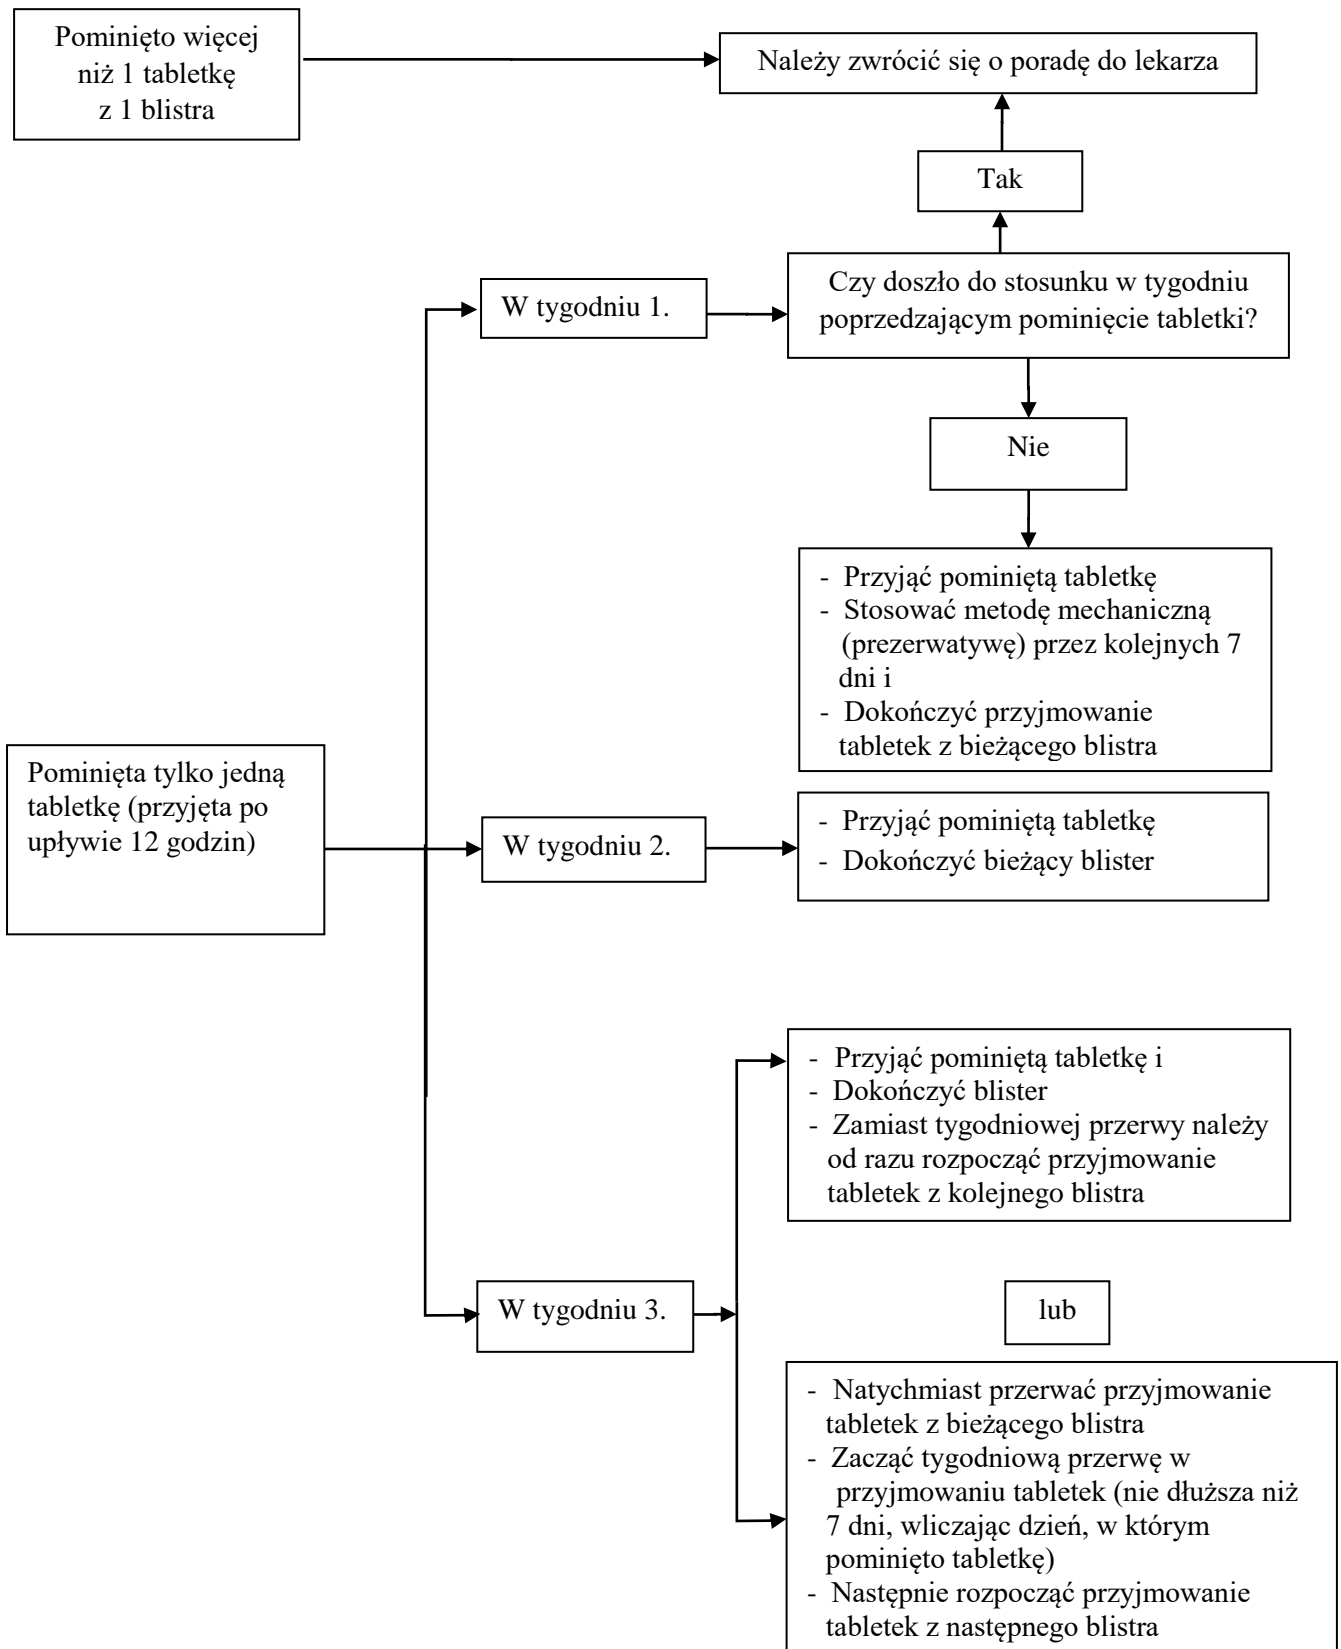 Pominięto więcej
niż 1 tabletkę
z 1 blistra
Należy zwrócić się o poradę do lekarza
Tak
Czy doszło do stosunku w tygodniu
poprzedzającym pominięcie tabletki?
W tygodniu 1.
Nie
- Przyjąć pominiętą tabletkę
- Stosować metodę mechaniczną
(prezerwatywę) przez kolejnych 7
dni i
- Dokończyć przyjmowanie
tabletek z bieżącego blistra
Pominięta tylko jedną
tabletkę (przyjęta po
upływie 12 godzin)
W tygodniu 2.
- Przyjąć pominiętą tabletkę
- Dokończyć bieżący blister
- Przyjąć pominiętą tabletkę i
- Dokończyć blister
- Zamiast tygodniowej przerwy należy
od razu rozpocząć przyjmowanie
tabletek z kolejnego blistra
W tygodniu 3.
lub
- Natychmiast przerwać przyjmowanie
tabletek z bieżącego blistra
- Zacząć tygodniową przerwę w
przyjmowaniu tabletek (nie dłuższa niż
7 dni, wliczając dzień, w którym
pominięto tabletkę)
- Następnie rozpocząć przyjmowanie
tabletek z następnego blistra